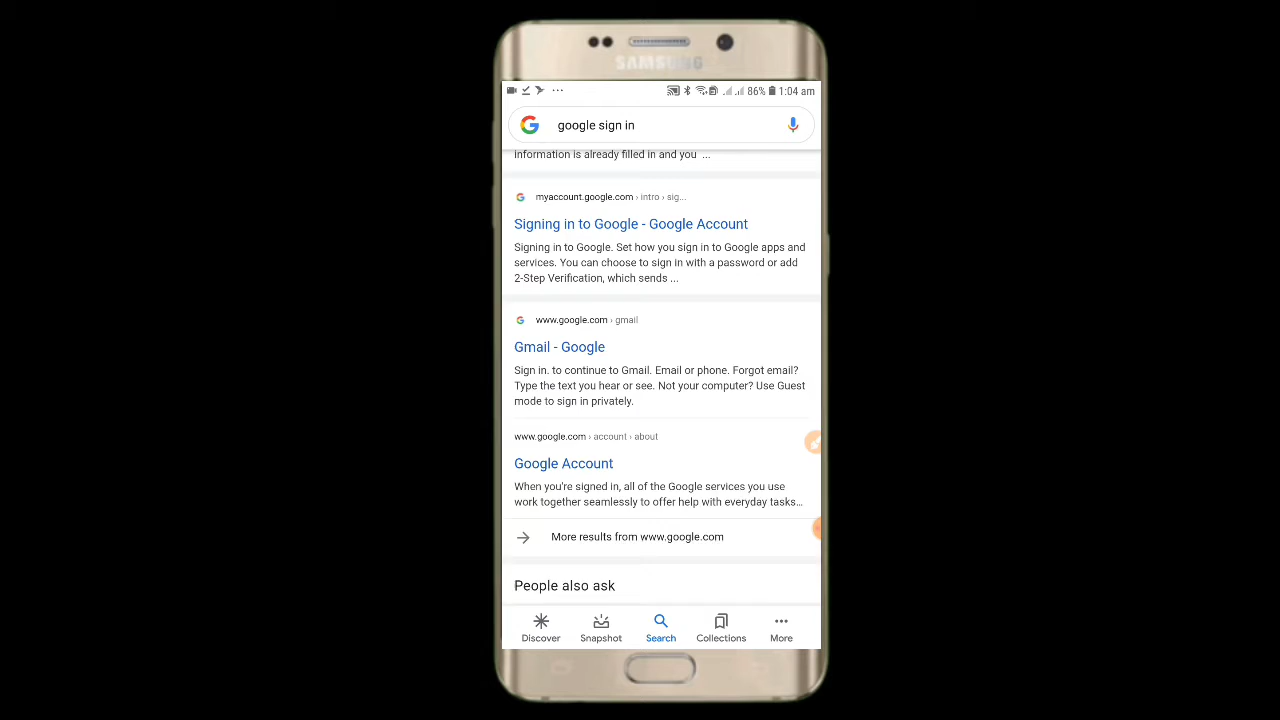 SAMSUNG
86% 1:04 am
google sign in
information is already filled in and you ...
myaccount.google.com › intro › sig...
Signing in to Google - Google Account
Signing in to Google. Set how you sign in to Google apps and
services. You can choose to sign in with a password or add
2-Step Verification, which sends ...
www.google.com › gmail
Gmail - Google
Sign in. to continue to Gmail. Email or phone. Forgot email?
Type the text you hear or see. Not your computer? Use Guest
mode to sign in privately.
www.google.com › account › about
Google Account
When you're signed in, all of the Google services you use
work together seamlessly to offer help with everyday tasks...
More results from www.google.com
People also ask
Discover Snapshot Search Collections More